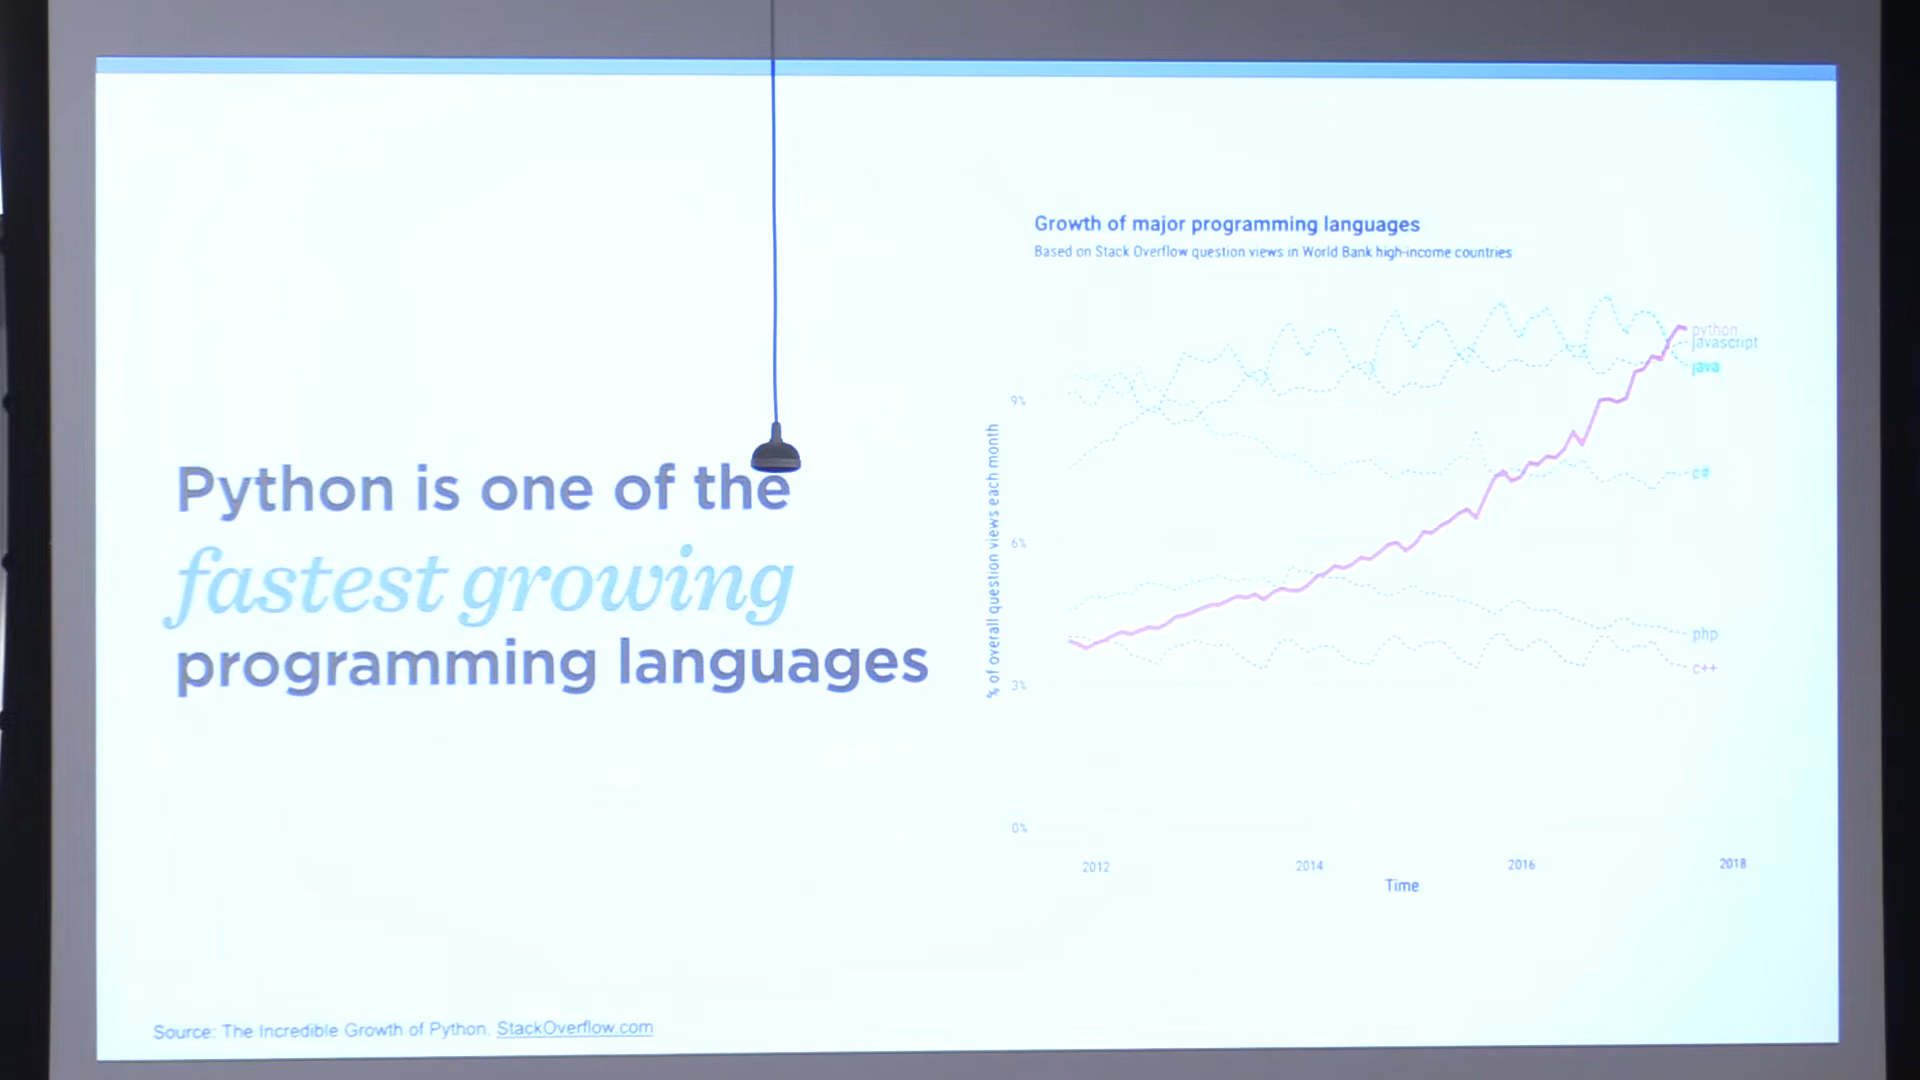 Python is one of the
fastest growing
programming languages
Growth of major programming languages
Based on Stack Overflow question views in World Bank high-income countries
% of overall question views each month
9%
6%
3%
0%
python
javascript
java
c#
php
c++
2012
2014
2016
2018
Time
Source: The Incredible Growth of Python. StackOverflow.com